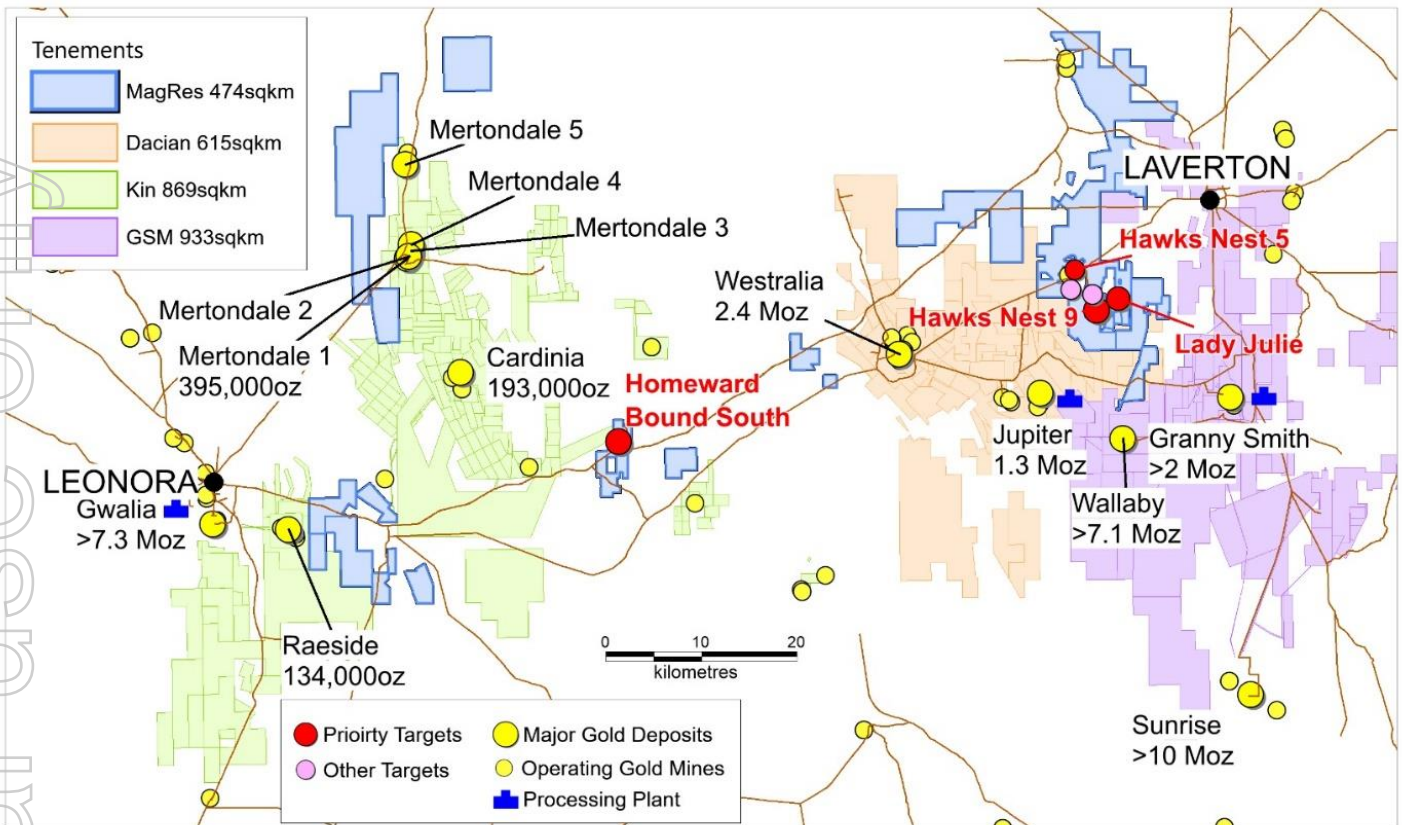 Tenements
MagRes 474sqkm
Dacian 615sqkm
Kin 869sqkm
GSM 933sqkm
Mertondale 5
Mertondale 4
Mertondale 3
Mertondale 2
Mertondale 1
395,000oz
Cardinia
193,000oz
Homeward
Bound South
LEONORA
Gwalia
>7.3 Moz
Raeside
134,000oz
Westralia
2.4 Moz
LAVERTON
Hawks Nest 5
Hawks Nest 9
Lady Julie
Jupiter
1.3 Moz
Granny Smith
>2 Moz
Wallaby
>7.1 Moz
Sunrise
>10 Moz
0 10 20
kilometres
Prioirty Targets
Other Targets
Major Gold Deposits
Operating Gold Mines
Processing Plant